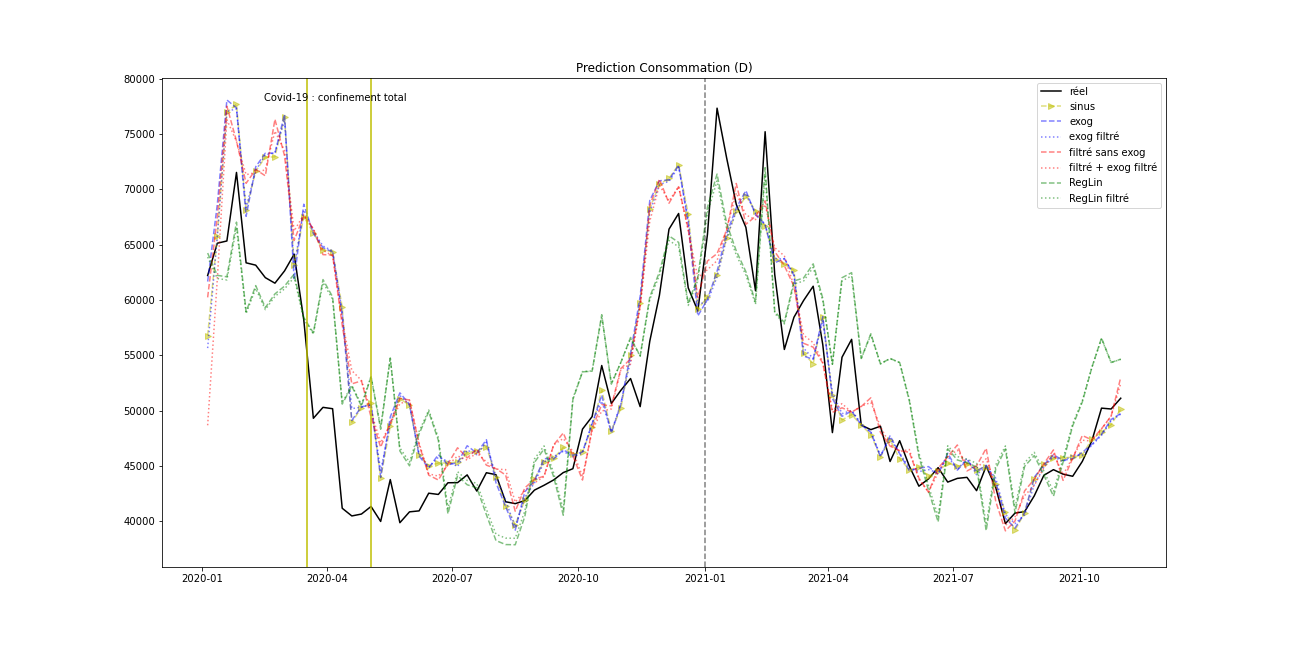 Prediction Consommation (D)
80000
75000
70000
65000
60000
55000
50000
45000
40000
Covid-19 : confinement total
réel
sinus
exog
exog filtré
filtré sans exog
filtré + exog filtré
RegLin
RegLin filtré
2020-01 2020-04 2020-07 2020-10 2021-01 2021-04 2021-07 2021-10